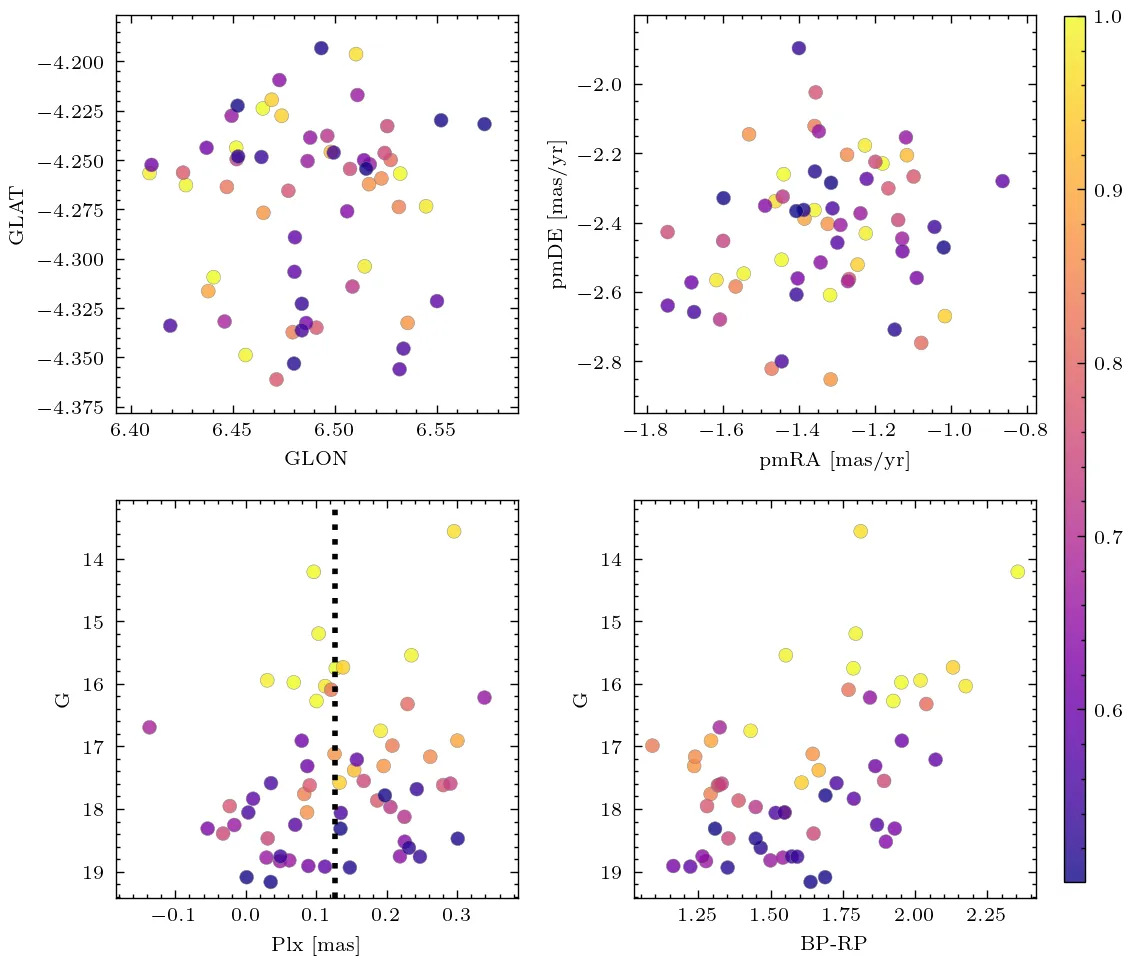 −4.200
−4.225
−4.250
−4.275
−4.300
−4.325
−4.350
−4.375
GLAT
6.40 6.45 6.50 6.55
GLON
−2.0
−2.2
−2.4
−2.6
−2.8
pmDE [mas/yr]
−1.8 −1.6 −1.4 −1.2 −1.0 −0.8
pmRA [mas/yr]
14
15
16
17
18
19
G
−0.1 0.0 0.1 0.2 0.3
Plx [mas]
14
15
16
17
18
19
G
1.25 1.50 1.75 2.00 2.25
BP-RP
1.0
0.9
0.8
0.7
0.6